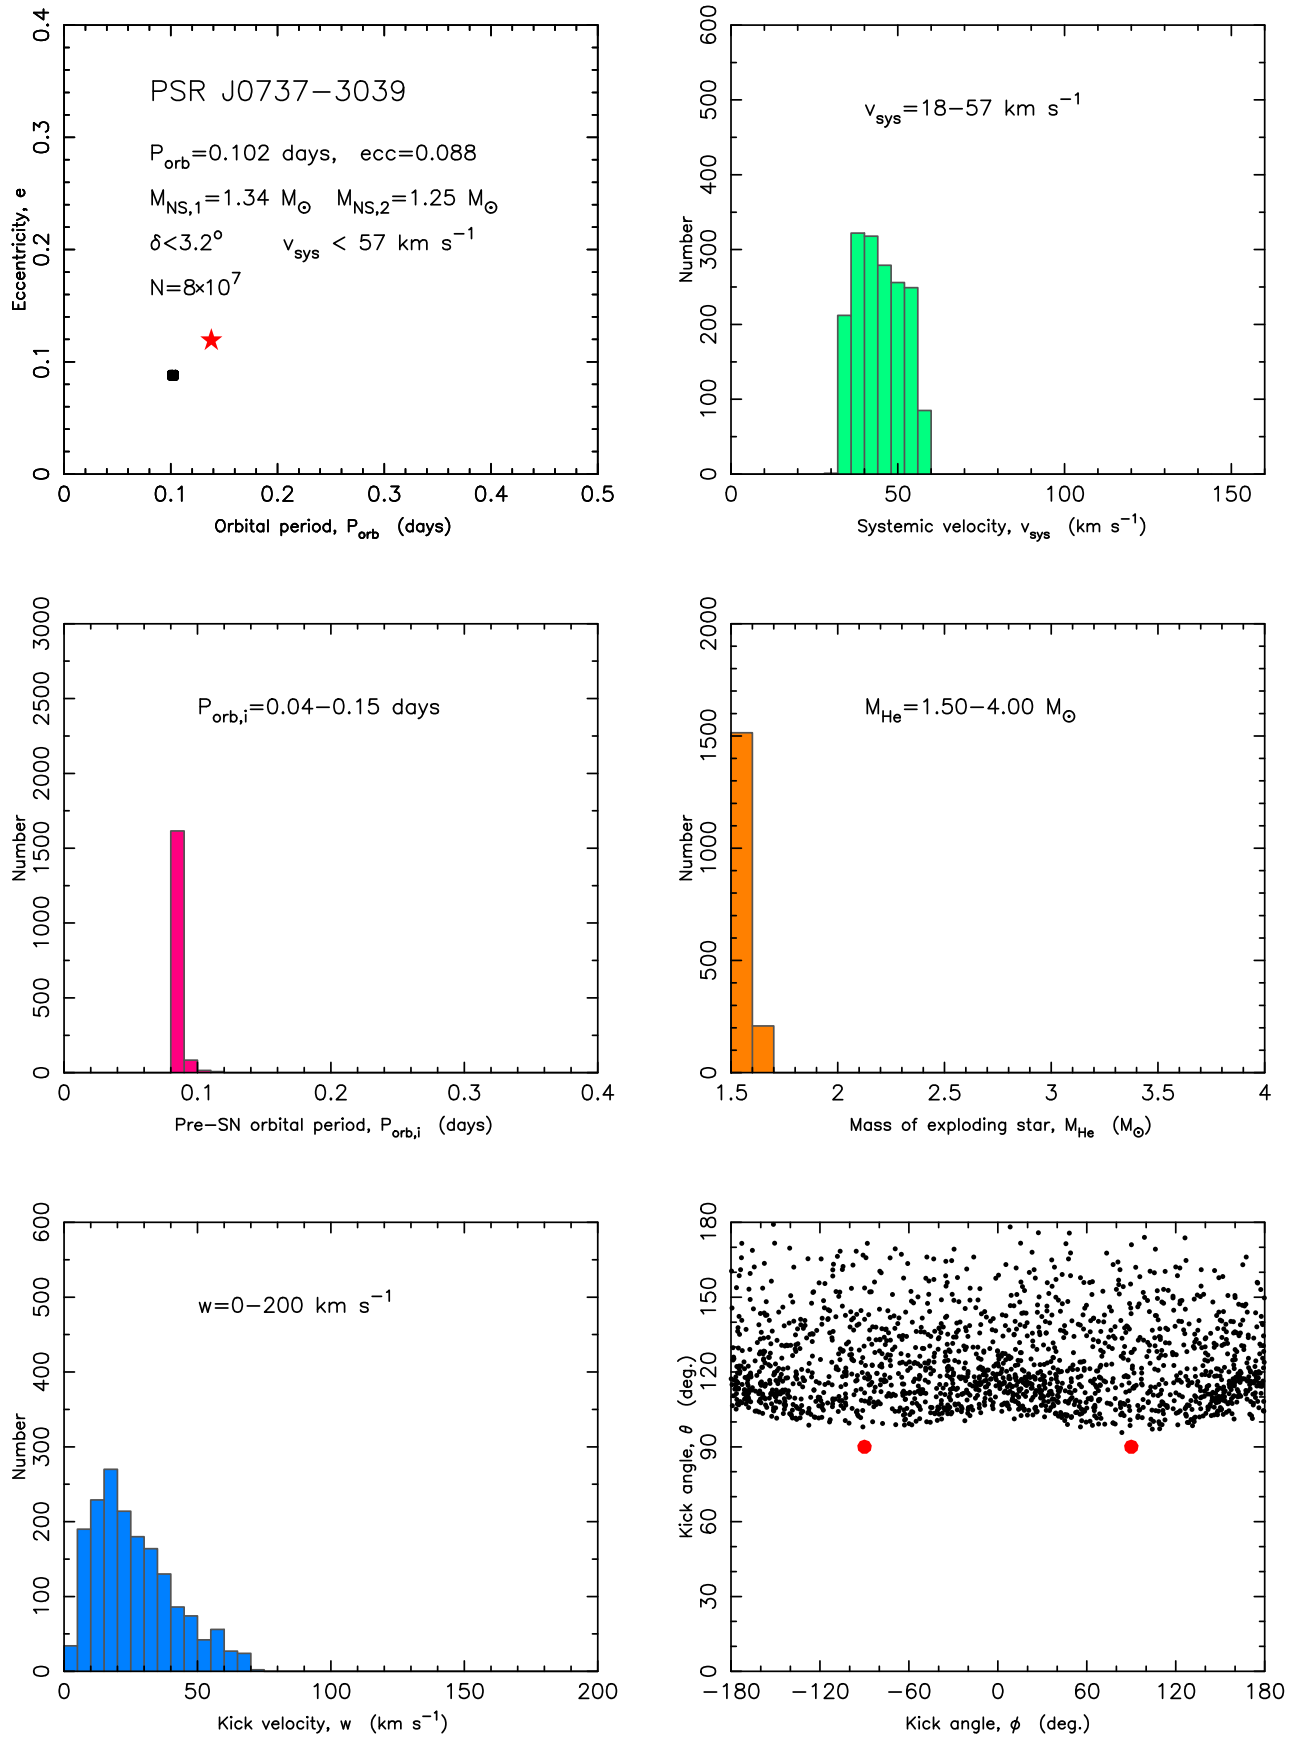 0.4
0.3
0.2
0.1
0
Eccentricity, e
PSR J0737−3039
P_orb=0.102 days, ecc=0.088
M_NS,1=1.34 M_⊙ M_NS,2=1.25 M_⊙
δ<3.2° v_sys < 57 km s⁻¹
N=8×10⁷
0 0.1 0.2 0.3 0.4 0.5
Orbital period, P_orb (days)
600
500
400
300
200
100
0
Number
v_sys=18−57 km s⁻¹
0 50 100 150
Systemic velocity, v_sys (km s⁻¹)
3000
2500
2000
1500
1000
500
0
Number
P_orb,i=0.04−0.15 days
0 0.1 0.2 0.3 0.4
Pre−SN orbital period, P_orb,i (days)
2000
1500
1000
500
0
Number
M_He=1.50−4.00 M_⊙
1.5 2 2.5 3 3.5 4
Mass of exploding star, M_He (M_⊙)
600
500
400
300
200
100
0
Number
w=0−200 km s⁻¹
0 50 100 150 200
Kick velocity, w (km s⁻¹)
180
150
120
90
60
30
0
Kick angle, θ (deg.)
−180 −120 −60 0 60 120 180
Kick angle, ϕ (deg.)